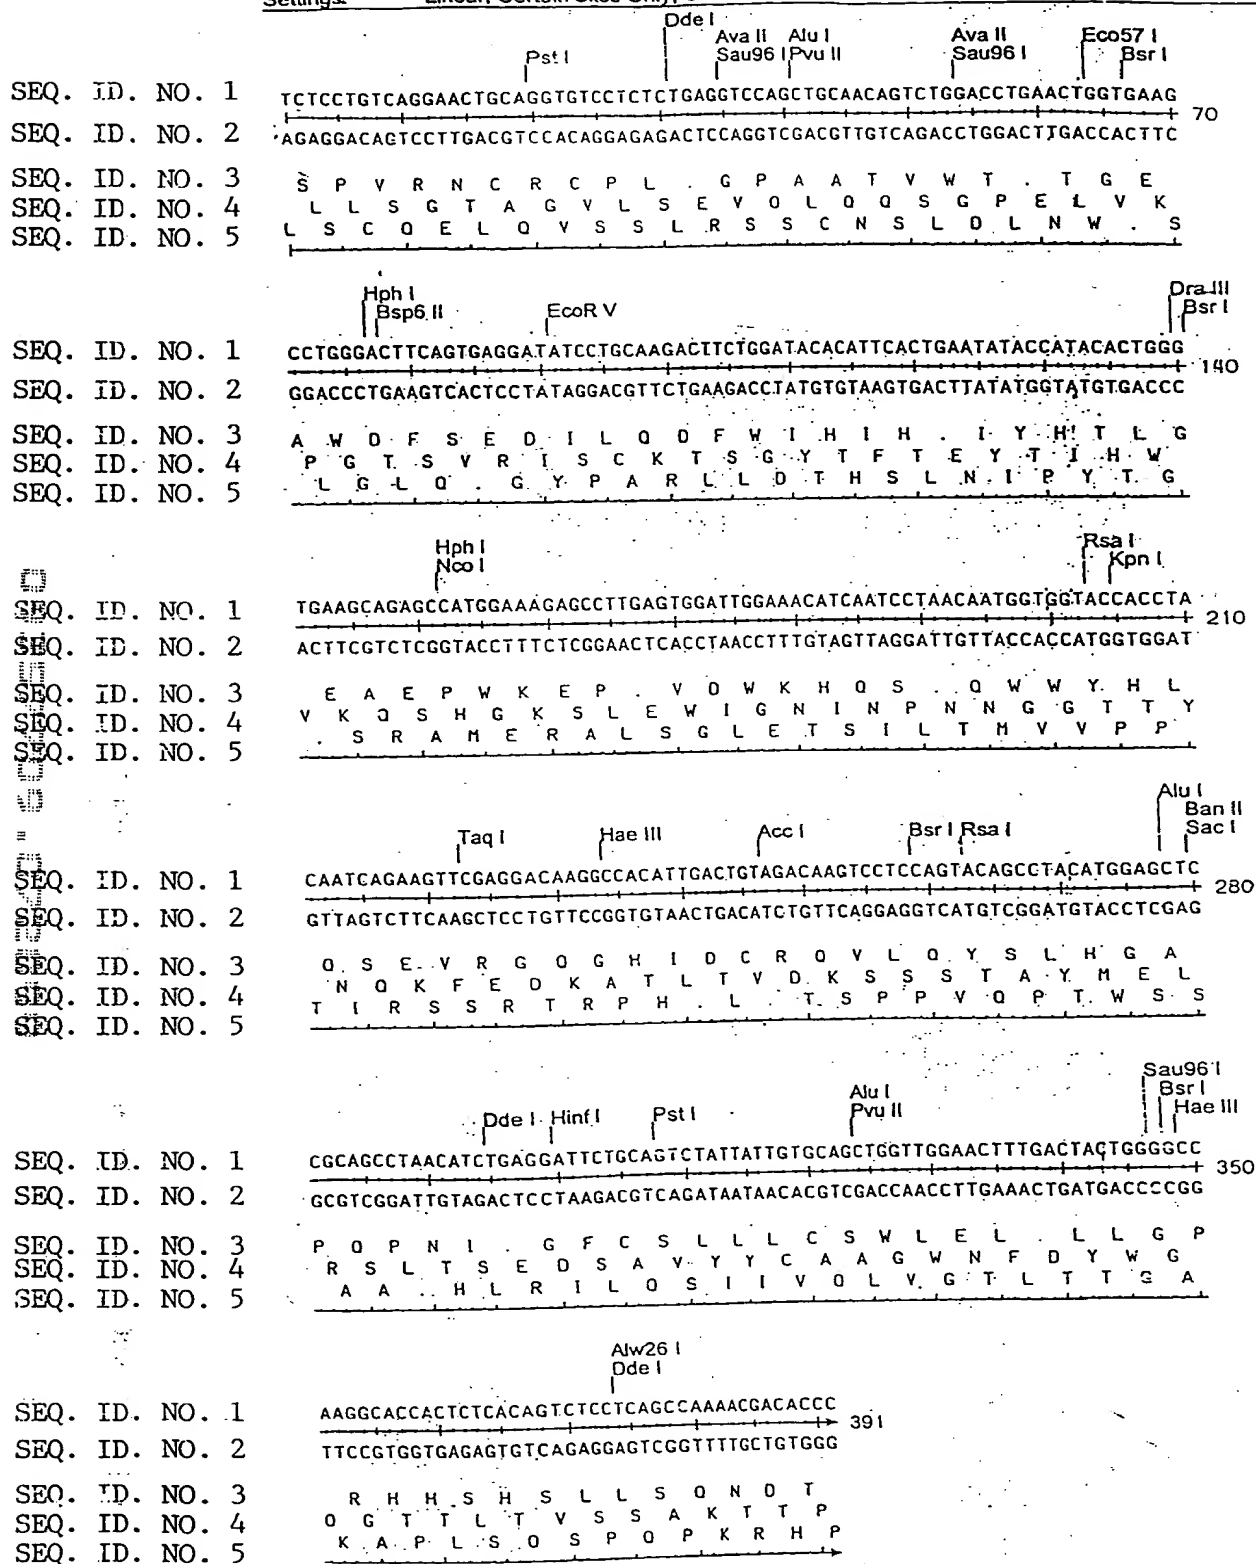 Settings: Linear, Certain Sites Only,
Dde I
Ava II Alu I Ava II Eco57 I
Pst I Sau96 I Pvu II Sau96 I Bsr I
SEQ. ID. NO. 1 TCTCCTGTCAGGAACTGCAGGTGTCCTCTCTGAGGTCCAGCTGCAACAGTCTGGACCTGAACTGGTGAAG
70
SEQ. ID. NO. 2 AGAGGACAGTCCTTGACGTCCACAGGAGAGACTCCAGGTCGACGTTGTCAGACCTGGACTTGACCACTTC
SEQ. ID. NO. 3 S P V R N C R C P L . G P A A T V W T . T G E
SEQ. ID. NO. 4 L L S G T A G V L S E V Q L Q Q S G P E L V K
SEQ. ID. NO. 5 L S C Q E L Q V S S L R S S C N S L D L N W . S
Hph I Dra III
Bsp6 II EcoR V Bsr I
SEQ. ID. NO. 1 CCTGGGACTTCAGTGAGGATATCCTGCAAGACTTCTGGATACACATTCACTGAATATACCATACACTGGG
140
SEQ. ID. NO. 2 GGACCCTGAAGTCACTCCTATAGGACGTTCTGAAGACCTATGTGTAAGTGACTTATATGGTATGTGACCC
SEQ. ID. NO. 3 A W D F S E D I L Q D F W I H I H . I Y H T L G
SEQ. ID. NO. 4 P G T S V R I S C K T S G Y T F T E Y T I H W
SEQ. ID. NO. 5 L G L Q . G Y P A R L L D T H S L N I P Y T G
Hph I Rsa I
Nco I Kpn I
SEQ. ID. NO. 1 TGAAGCAGAGCCATGGAAAGAGCCTTGAGTGGATTGGAAACATCAATCCTAACAATGGTGGTACCACCTA
210
SEQ. ID. NO. 2 ACTTCGTCTCGGTACCTTTCTCGGAACTCACCTAACCTTTGTAGTTAGGATTGTTACCACCATGGTGGAT
SEQ. ID. NO. 3 E A E P W K E P . V D W K H Q S . Q W W Y H L
SEQ. ID. NO. 4 V K Q S H G K S L E W I G N I N P N N G G T T Y
SEQ. ID. NO. 5 . S R A M E R A L S G L E T S I L T M V V P P
Alu I
Ban II
Taq I Hae III Acc I Bsr I Rsa I Sac I
SEQ. ID. NO. 1 CAATCAGAAGTTCGAGGACAAGGCCACATTGACTGTAGACAAGTCCTCCAGTACAGCCTACATGGAGCTC
280
SEQ. ID. NO. 2 GTTAGTCTTCAAGCTCCTGTTCCGGTGTAACTGACATCTGTTCAGGAGGTCATGTCGGATGTACCTCGAG
SEQ. ID. NO. 3 Q S E V R G Q G H I D C R Q V L Q Y S L H G A
SEQ. ID. NO. 4 N Q K F E D K A T L T V D K S S S T A Y M E L
SEQ. ID. NO. 5 T I R S S R T R P H . L . T S P P V Q P T W S S
Sau96 I
Alu I Bsr I
Dde I Hinf I Pst I Pvu II Hae III
SEQ. ID. NO. 1 CGCAGCCTAACATCTGAGGATTCTGCAGTCTATTATTGTGCAGCTGGTTGGAACTTTGACTACTGGGGCC
350
SEQ. ID. NO. 2 GCGTCGGATTGTAGACTCCTAAGACGTCAGATAATAACACGTCGACCAACCTTGAAACTGATGACCCCGG
SEQ. ID. NO. 3 P Q P N I . G F C S L L L C S W L E L . L L G P
SEQ. ID. NO. 4 R S L T S E D S A V Y Y C A A G W N F D Y W G
SEQ. ID. NO. 5 A A . H L R I L Q S I I V Q L V G T L T T G A
Alw26 I
Dde I
SEQ. ID. NO. 1 AAGGCACCACTCTCACAGTCTCCTCAGCCAAAACGACACCC
391
SEQ. ID. NO. 2 TTCCGTGGTGAGAGTGTCAGAGGAGTCGGTTTTGCTGTGGG
SEQ. ID. NO. 3 R H H S H S L L S Q N D T
SEQ. ID. NO. 4 Q G T T L T V S S A K T T P
SEQ. ID. NO. 5 K A P L S Q S P Q P K R H P